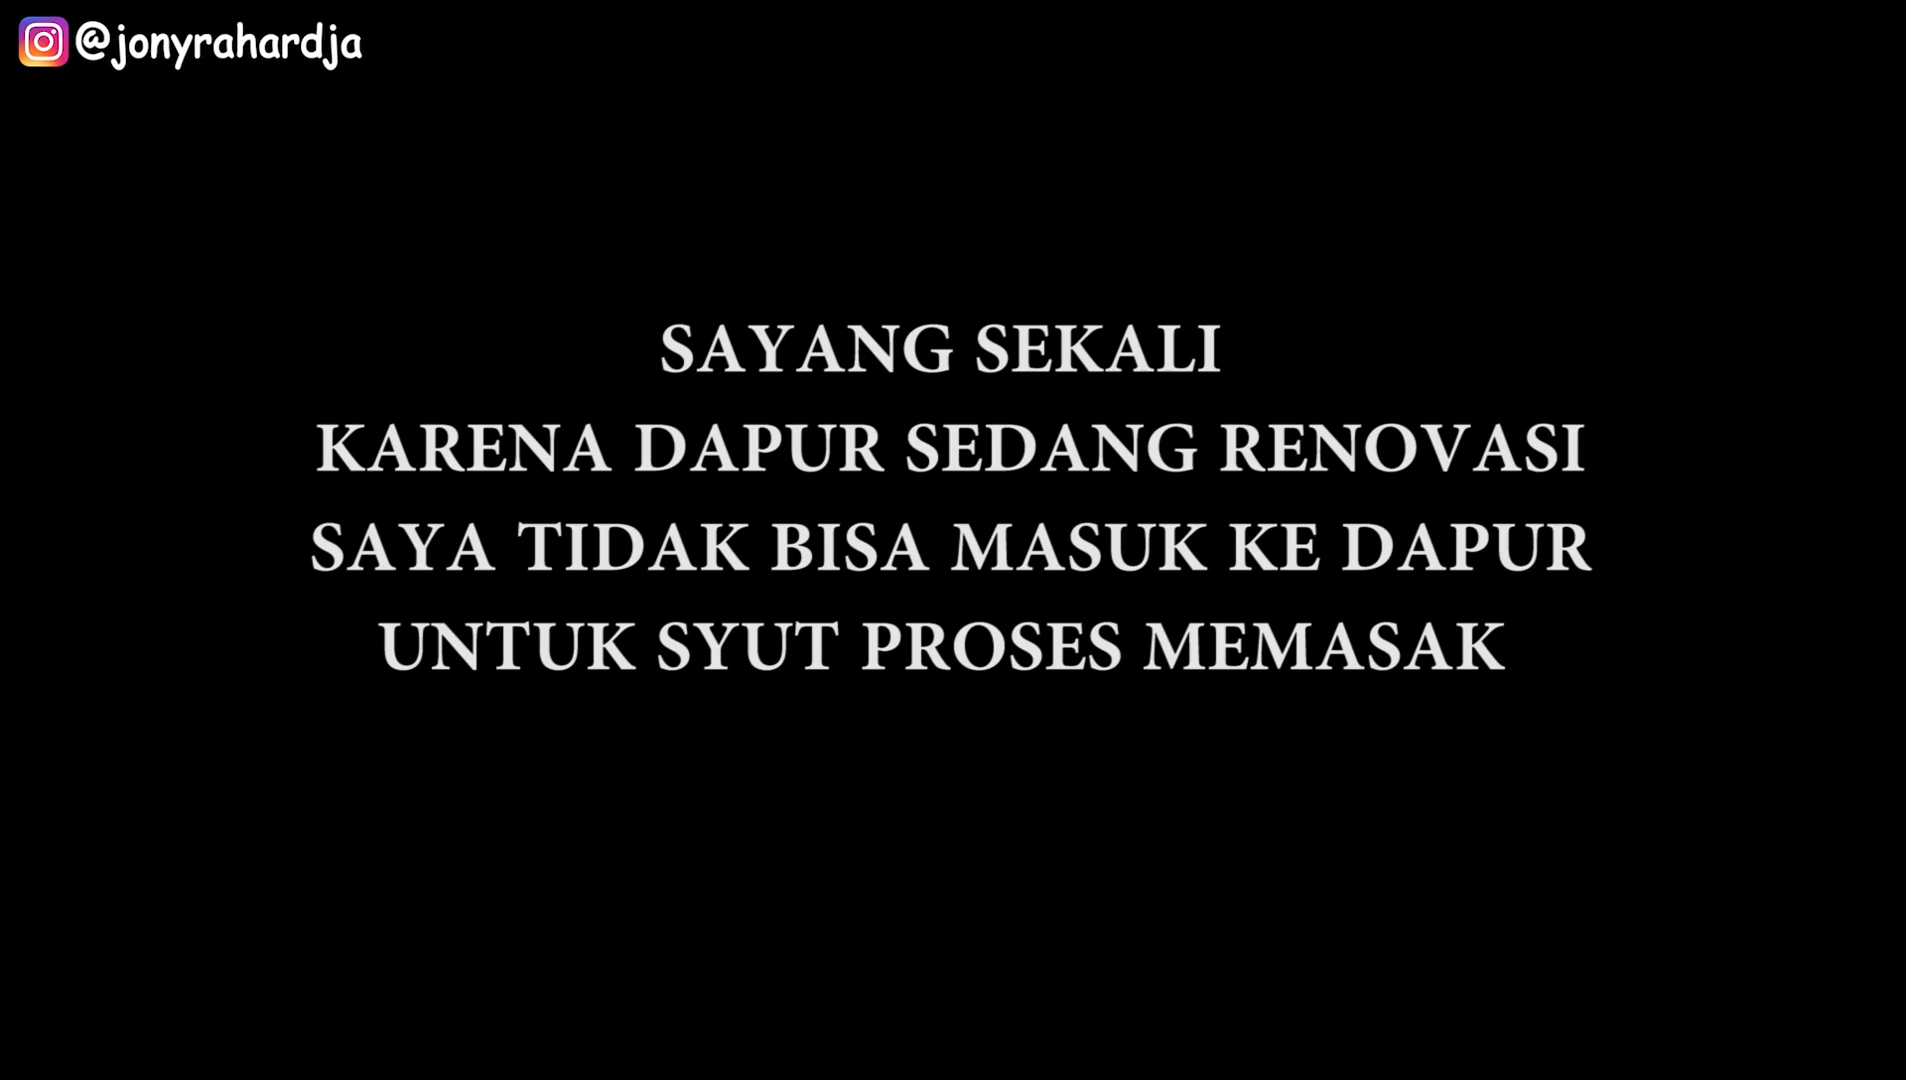 @jonyrahardja
SAYANG SEKALI
KARENA DAPUR SEDANG RENOVASI
SAYA TIDAK BISA MASUK KE DAPUR
UNTUK SYUT PROSES MEMASAK